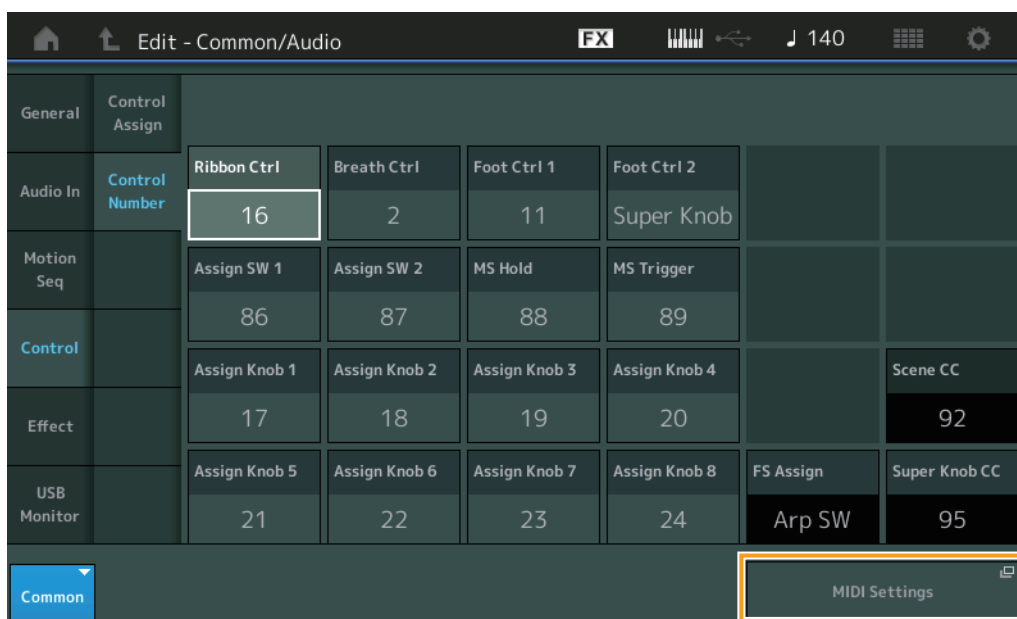 Edit - Common/Audio FX 140
General
Control Assign
Audio In
Control Number
Motion Seq
Control
Effect
USB Monitor
Ribbon Ctrl Breath Ctrl Foot Ctrl 1 Foot Ctrl 2
16 2 11 Super Knob
Assign SW 1 Assign SW 2 MS Hold MS Trigger
86 87 88 89
Assign Knob 1 Assign Knob 2 Assign Knob 3 Assign Knob 4 Scene CC
17 18 19 20 92
Assign Knob 5 Assign Knob 6 Assign Knob 7 Assign Knob 8 FS Assign Super Knob CC
21 22 23 24 Arp SW 95
Common MIDI Settings